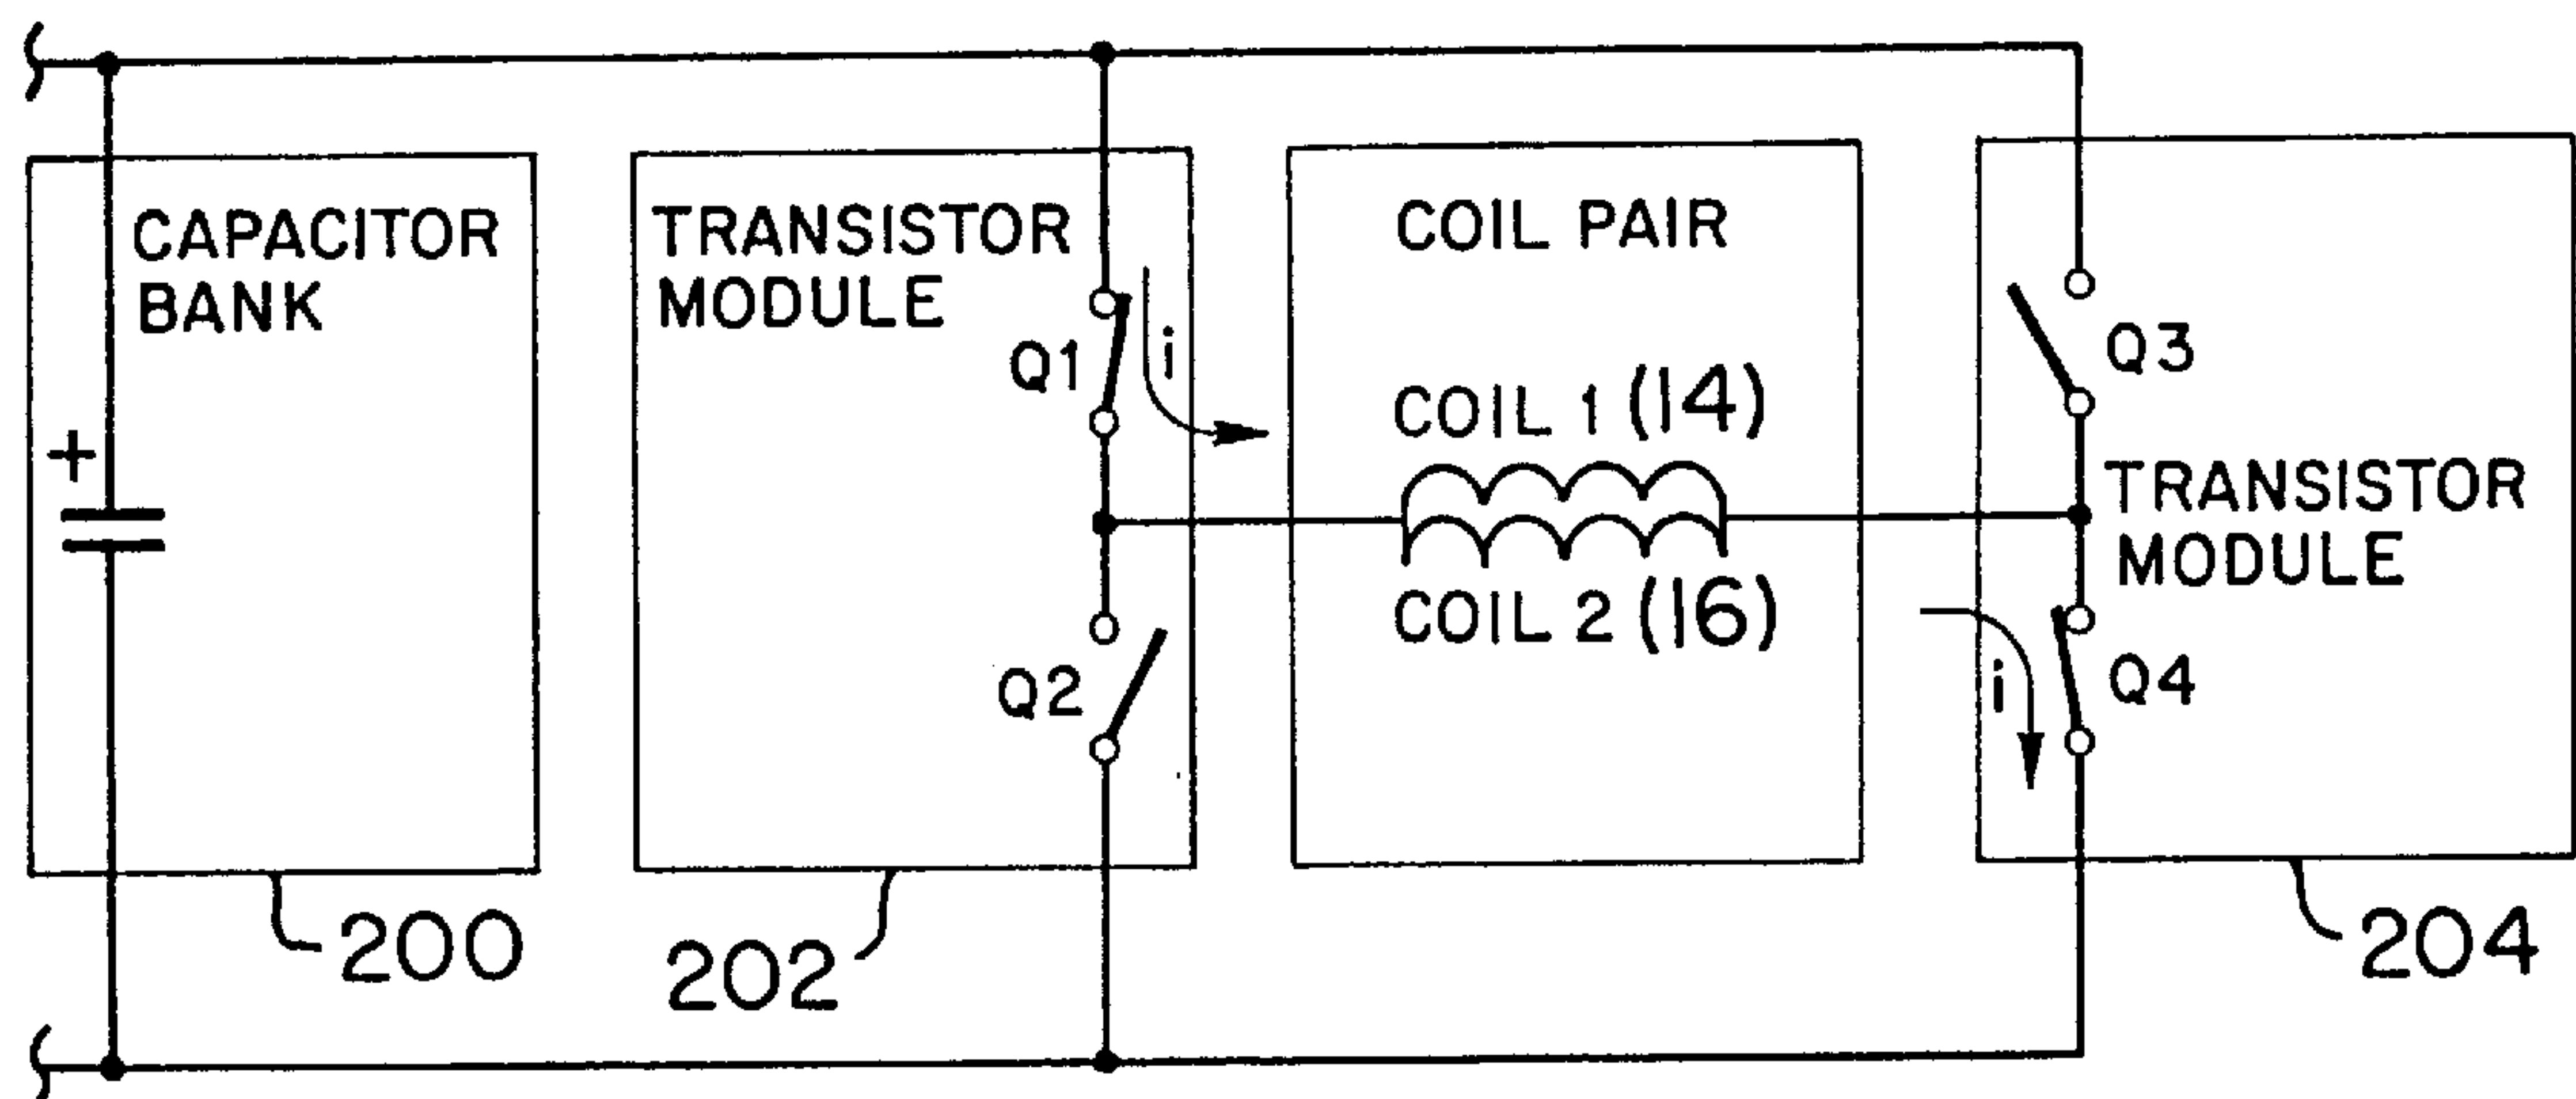 CAPACITOR
BANK
+
200
TRANSISTOR
MODULE
Q1
i
Q2
202
COIL PAIR
COIL 1 (14)
COIL 2 (16)
Q3
TRANSISTOR
MODULE
i
Q4
204